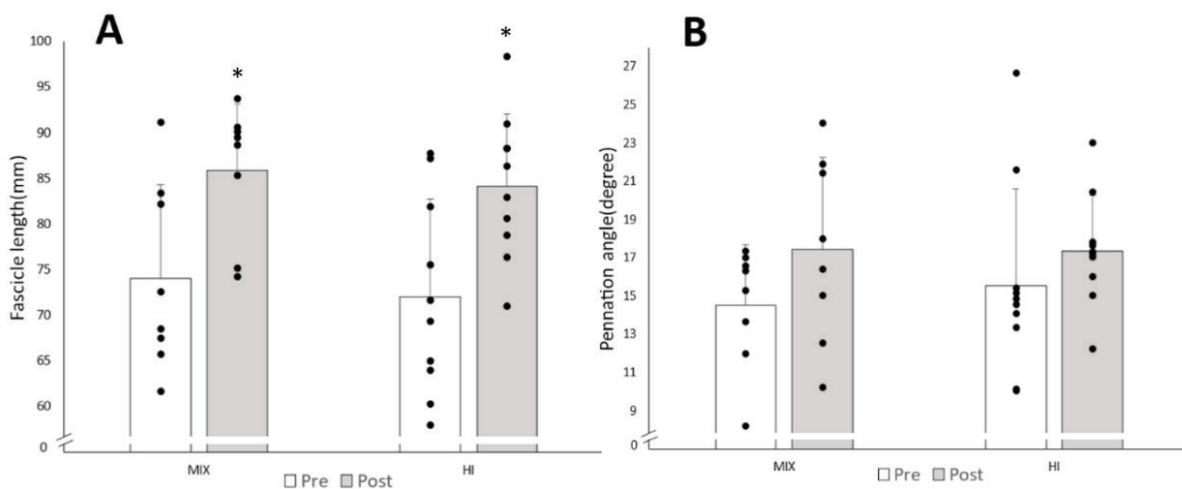 A
*
*
Fascicle length(mm)
100
95
90
85
80
75
70
65
60
0
MIX
HI
Pre Post
B
Pennation angle(degree)
27
25
23
21
19
17
15
13
11
9
0
MIX
HI
Pre Post